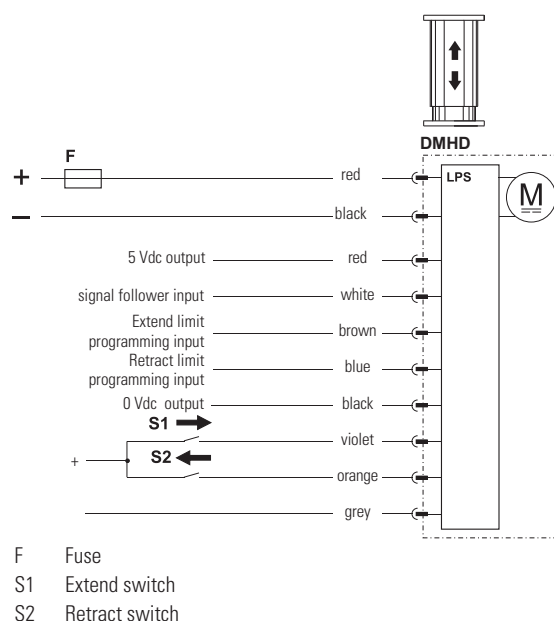 DMHD
F
LPS
M
+ red
– black
5 Vdc output red
signal follower input white
Extend limit
programming input brown
Retract limit
programming input blue
0 Vdc output black
S1
violet
+ S2
orange
grey
F Fuse
S1 Extend switch
S2 Retract switch